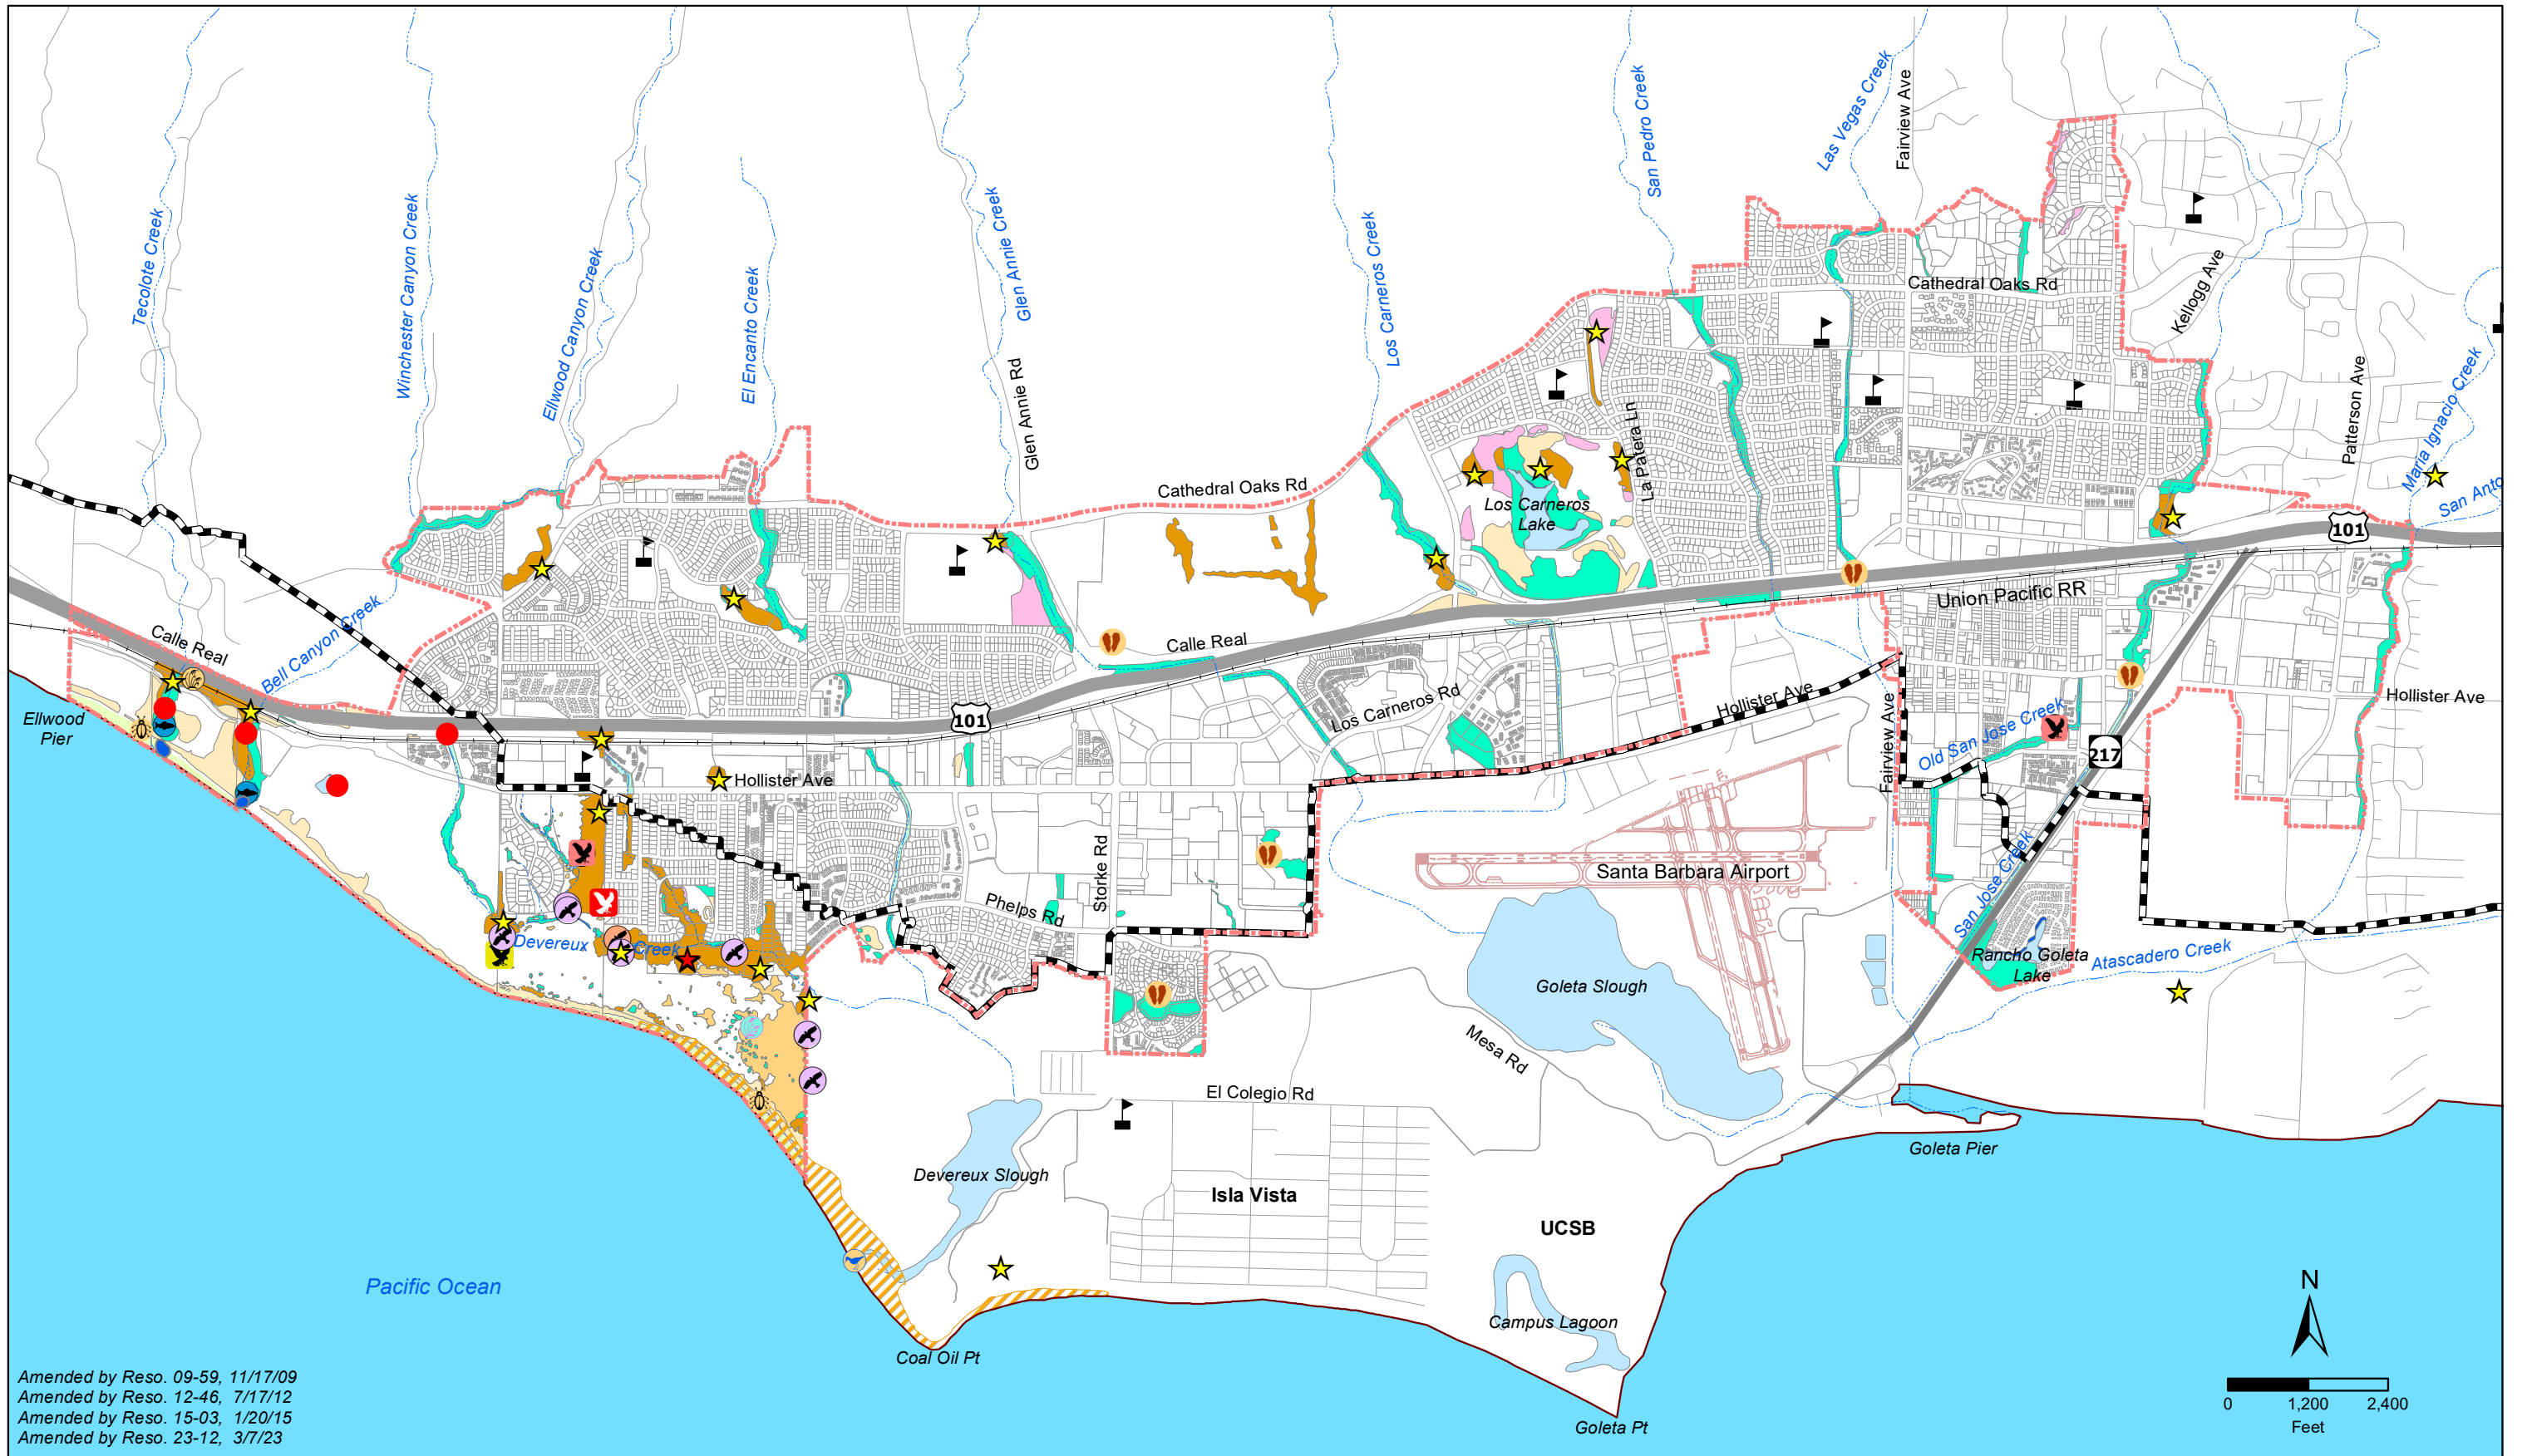 Tecolote Creek
Winchester Canyon Creek
Ellwood Canyon Creek
El Encanto Creek
Glen Annie Creek
Glen Annie Rd
Los Carneros Creek
San Pedro Creek
Las Vegas Creek
Fairview Ave
Cathedral Oaks Rd
Kellogg Ave
Patterson Ave
Maria Ignacio Creek
San Anto
La Patera Ln
Los Carneros
Lake
Cathedral Oaks Rd
101
Union Pacific RR
Calle Real
Bell Canyon Creek
Calle Real
Ellwood
Pier
101
Los Carneros Rd
Hollister Ave
Fairview Ave
Old San Jose Creek
217
Hollister Ave
Hollister Ave
Storke Rd
Phelps Rd
Santa Barbara Airport
San Jose Creek
Devereux Creek
Rancho Goleta
Lake
Atascadero Creek
Goleta Slough
Mesa Rd
El Colegio Rd
Goleta Pier
Devereux Slough
Isla Vista
UCSB
Pacific Ocean
Campus Lagoon
Coal Oil Pt
Goleta Pt
N
0 1,200 2,400
Feet
Amended by Reso. 09-59, 11/17/09
Amended by Reso. 12-46, 7/17/12
Amended by Reso. 15-03, 1/20/15
Amended by Reso. 23-12, 3/7/23